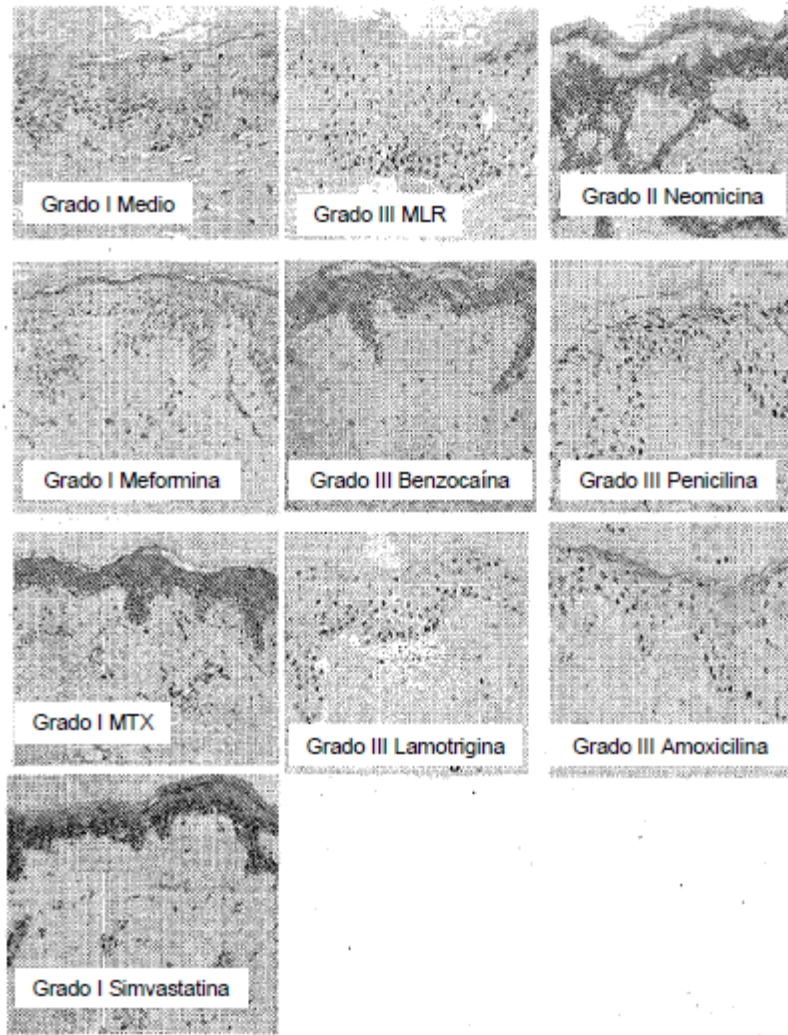 Grado I Medio
Grado III MLR
Grado II Neomicina
Grado I Meformina
Grado III Benzocaína
Grado III Penicilina
Grado I MTX
Grado III Lamotrigina
Grado III Amoxicilina
Grado I Simvastatina